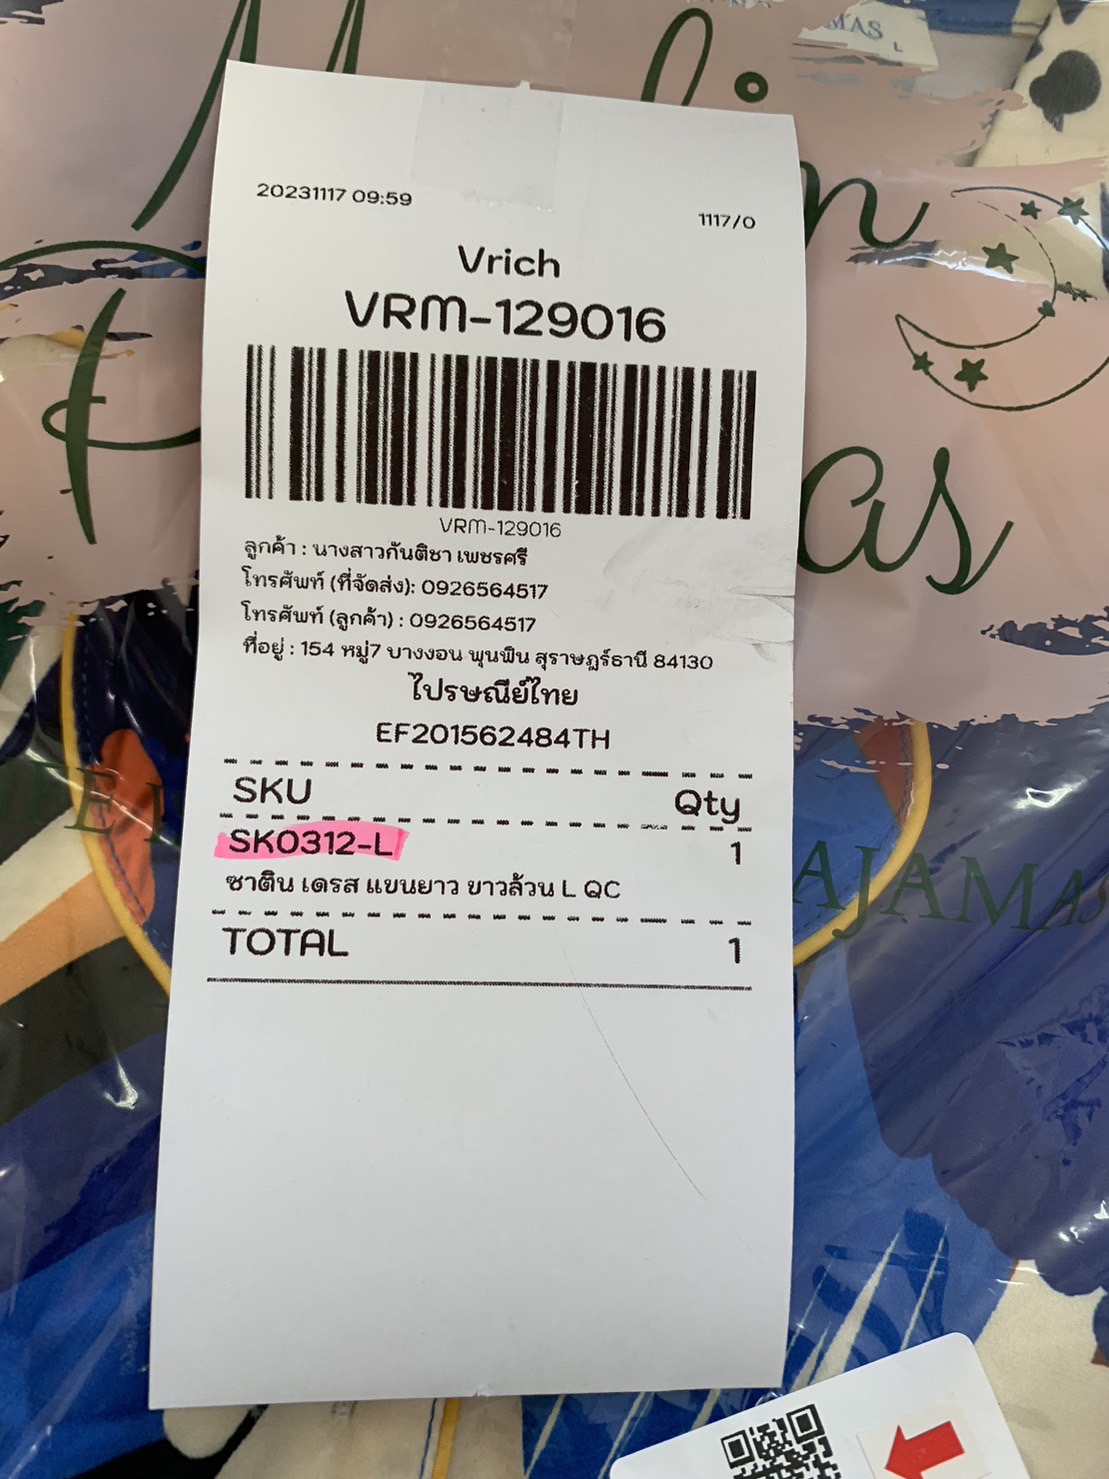 MAS
L
20231117 09:59
1117/0
Vrich
VRM-129016
VRM-129016
ลูกค้า : นางสาวกันติชา เพชรศรี
โทรศัพท์ (ที่จัดส่ง): 0926564517
โทรศัพท์ (ลูกค้า) : 0926564517
ที่อยู่ : 154 หมู่7 บางงอน พุนพิน สุราษฎร์ธานี 84130
ไปรษณีย์ไทย
EF201562484TH
SKU Qty
SK0312-L 1
ซาติน เดรส แขนยาว ขาวล้วน L QC
TOTAL 1
as
AJAMAS